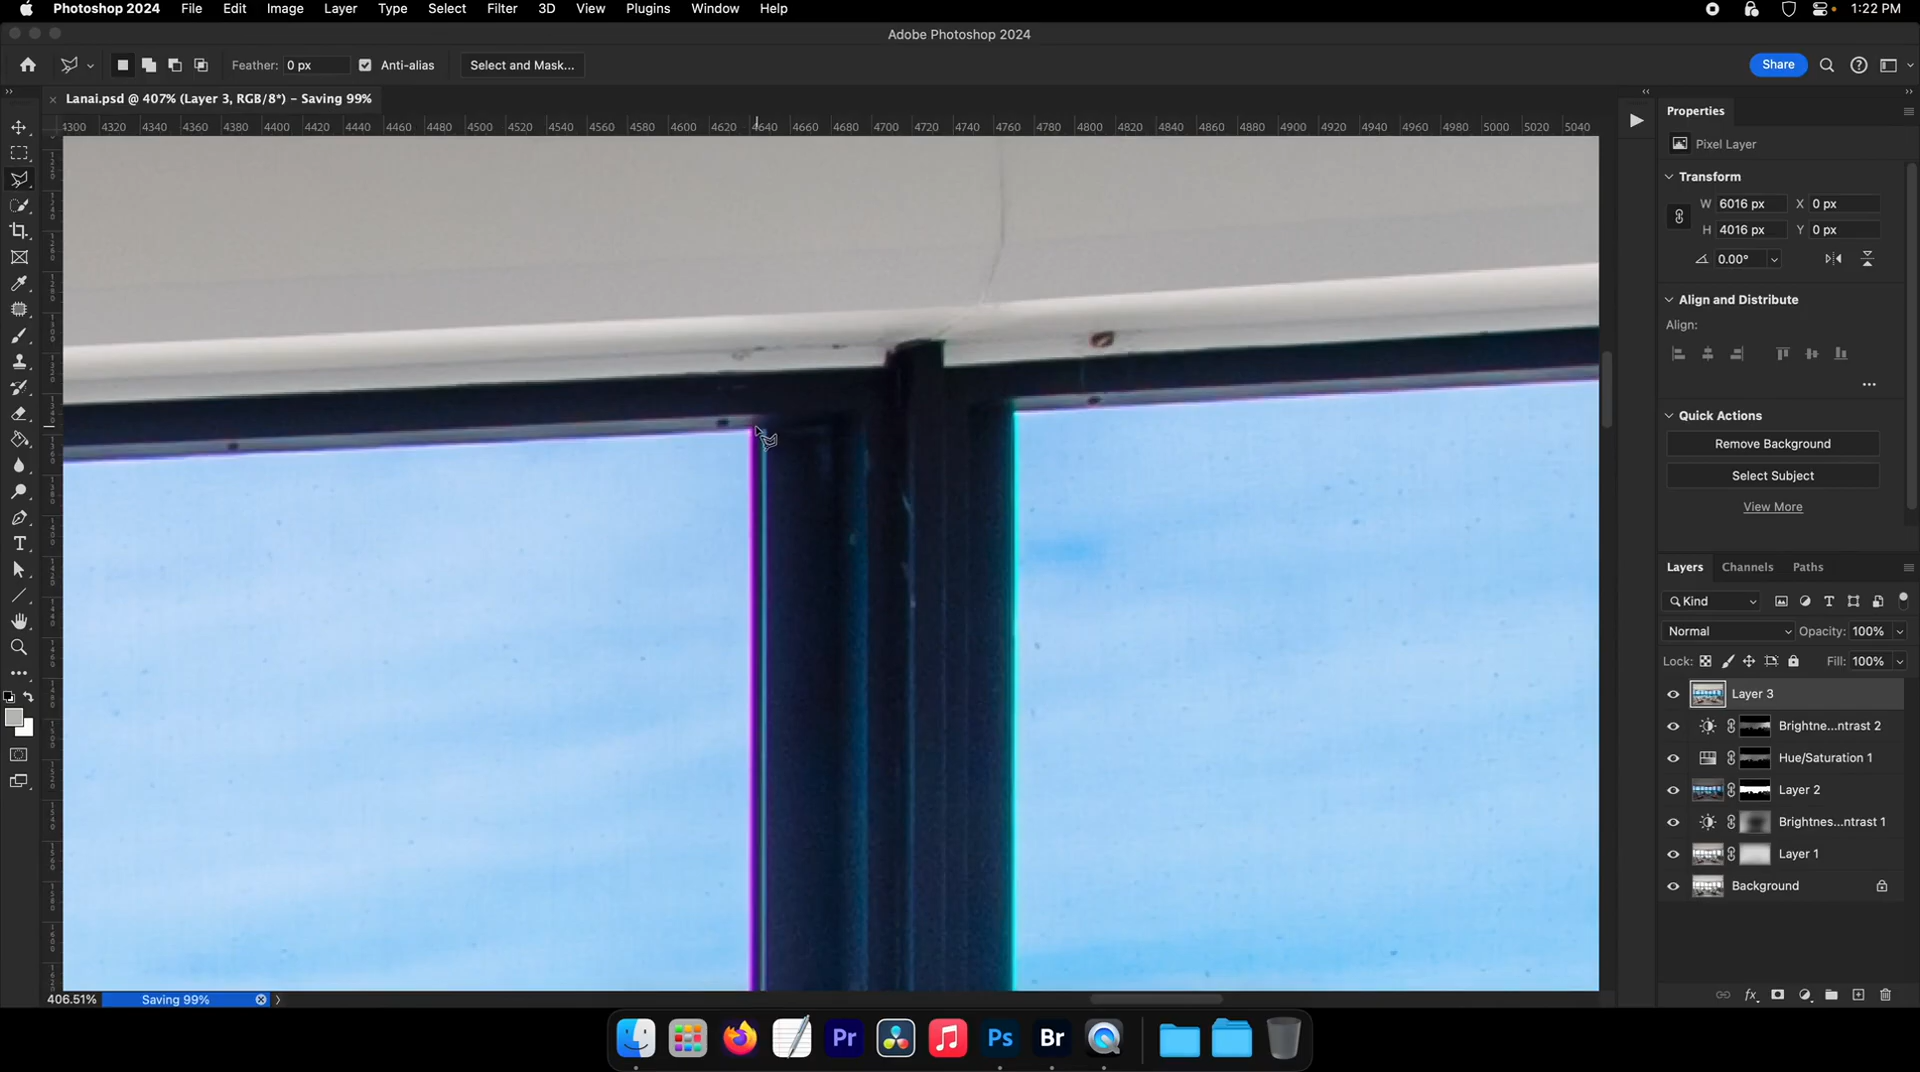 Photoshop 2024 File Edit Image Layer Type Select Filter 3D View Plugins Window Help 1:22 PM
Adobe Photoshop 2024
Feather: 0 px Anti-alias Select and Mask... Share
× Lanai.psd @ 407% (Layer 3, RGB/8*) – Saving 99%
4300 4320 4340 4360 4380 4400 4420 4440 4460 4480 4500 4520 4540 4560 4580 4600 4620 4640 4660 4680 4700 4720 4740 4760 4780 4800 4820 4840 4860 4880 4900 4920 4940 4960 4980 5000 5020 5040
Properties
Pixel Layer
Transform
W 6016 px X 0 px
H 4016 px Y 0 px
0.00°
Align and Distribute
Align:
...
Quick Actions
Remove Background
Select Subject
View More
Layers Channels Paths
Kind
Normal Opacity: 100%
Lock: Fill: 100%
Layer 3
Brightne...ntrast 2
Hue/Saturation 1
Layer 2
Brightnes...ntrast 1
Layer 1
Background
fx
406.51% Saving 99%
Pr Ps Br